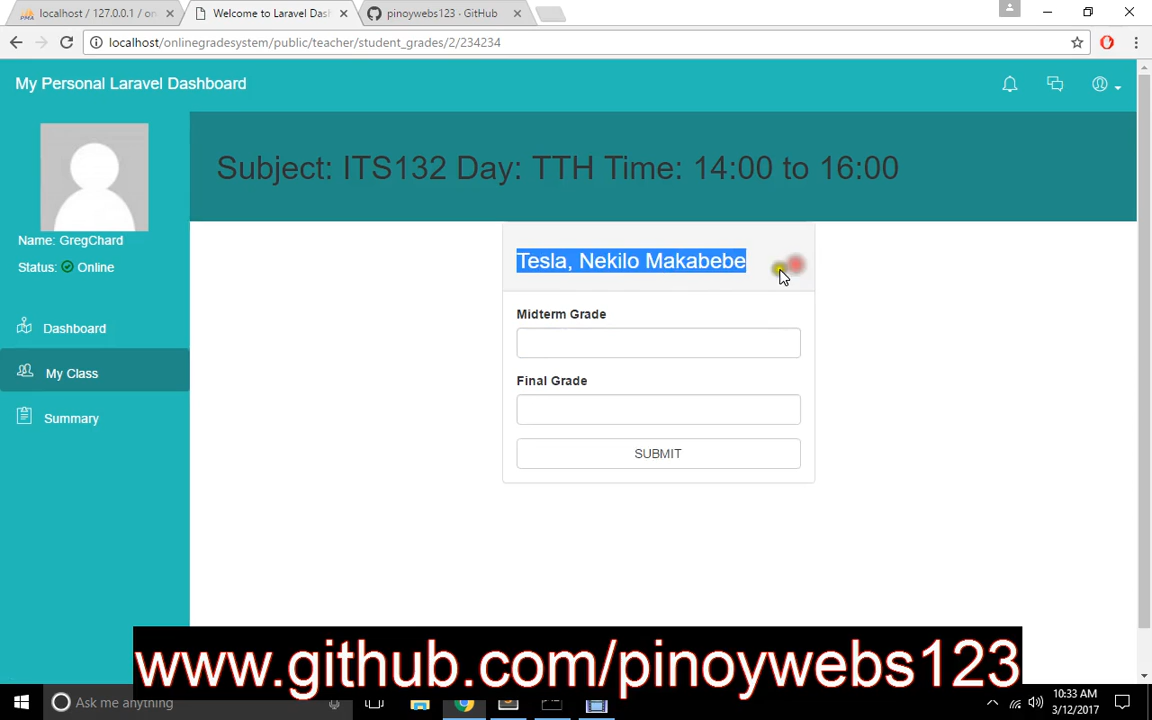 localhost / 127.0.0.1 / on
Welcome to Laravel Das
pinoywebs123 · GitHub
localhost/onlinegradesystem/public/teacher/student_grades/2/234234
My Personal Laravel Dashboard
Subject: ITS132 Day: TTH Time: 14:00 to 16:00
Name: GregChard
Status: Online
Tesla, Nekilo Makabebe
Midterm Grade
Dashboard
My Class
Final Grade
Summary
SUBMIT
www.github.com/pinoywebs123
Ask me anything
10:33 AM
3/12/2017